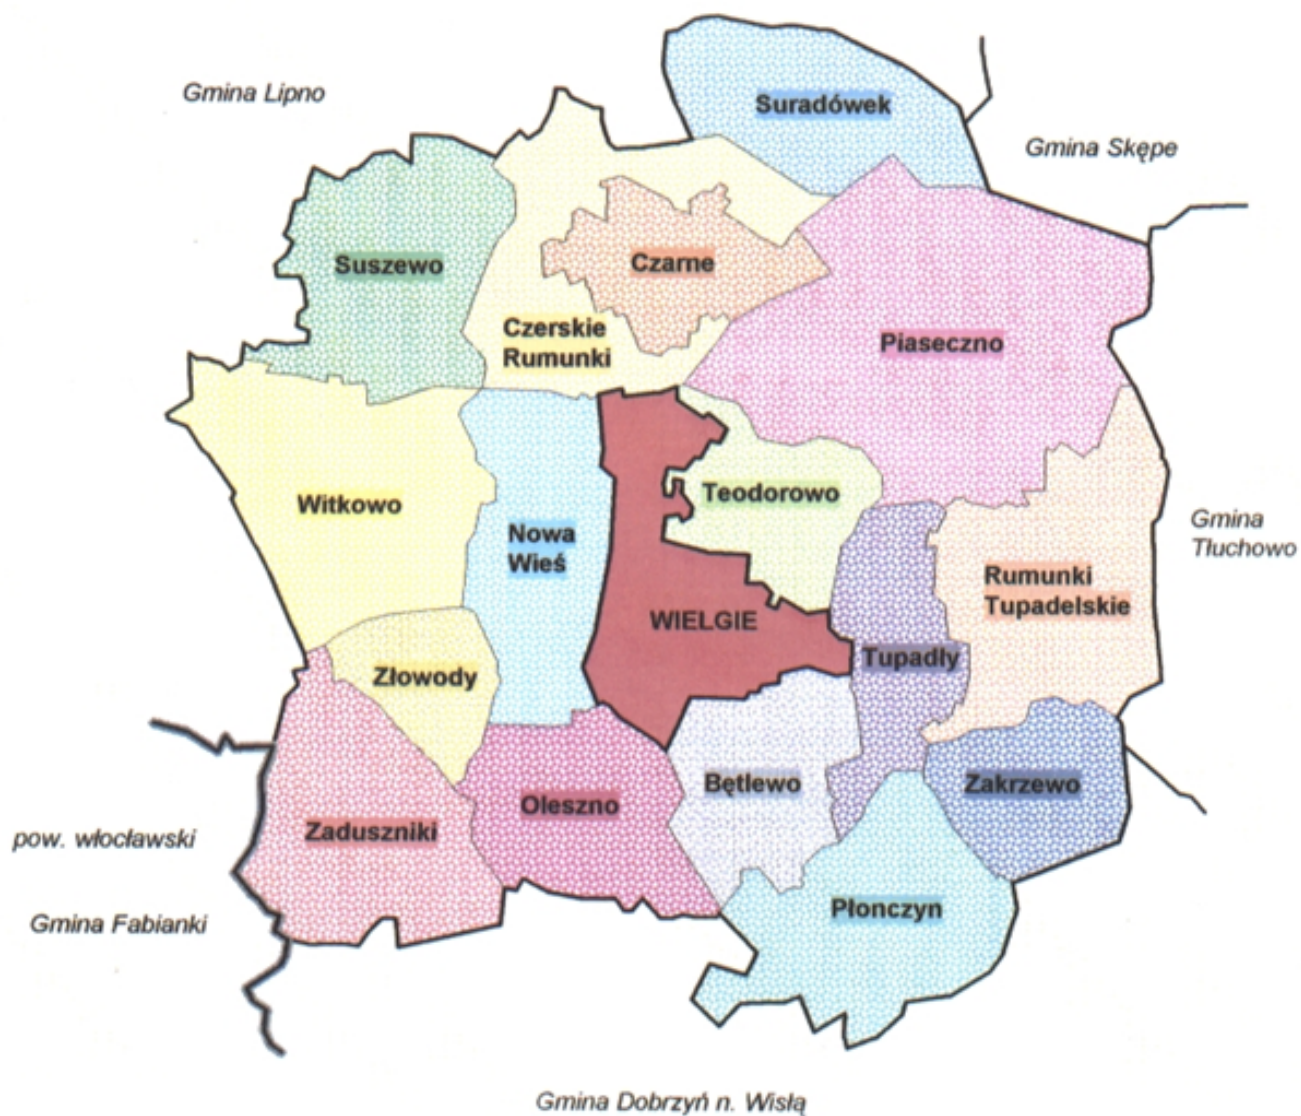 Gmina Lipno
Suradówek
Gmina Skępe
Suszewo
Czarne
Czerskie
Rumunki
Piaseczno
Witkowo
Teodorowo
Nowa
Wieś
Gmina
Tłuchowo
Rumunki
Tupadelskie
WIELGIE
Tupadły
Złowody
Bętlewo
Zakrzewo
Oleszno
Zaduszniki
pow. włocławski
Płonczyn
Gmina Fabianki
Gmina Dobrzyń n. Wisłą